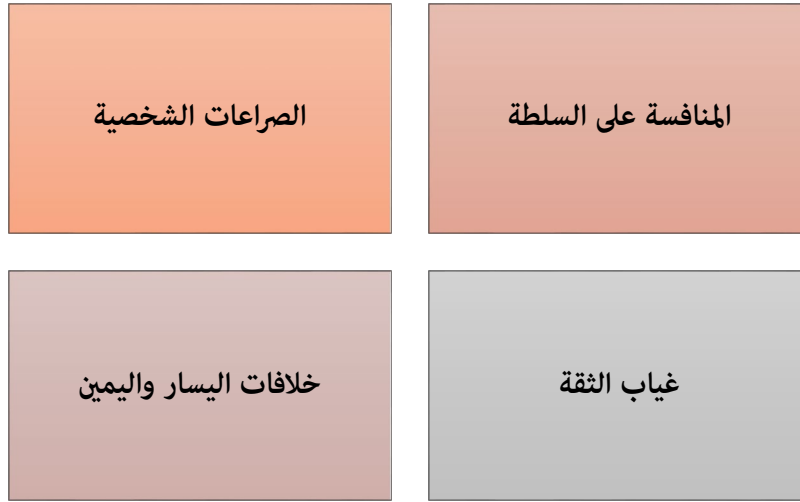 المنافسة على السلطة
الصراعات الشخصية
غياب الثقة
خلافات اليسار واليمين